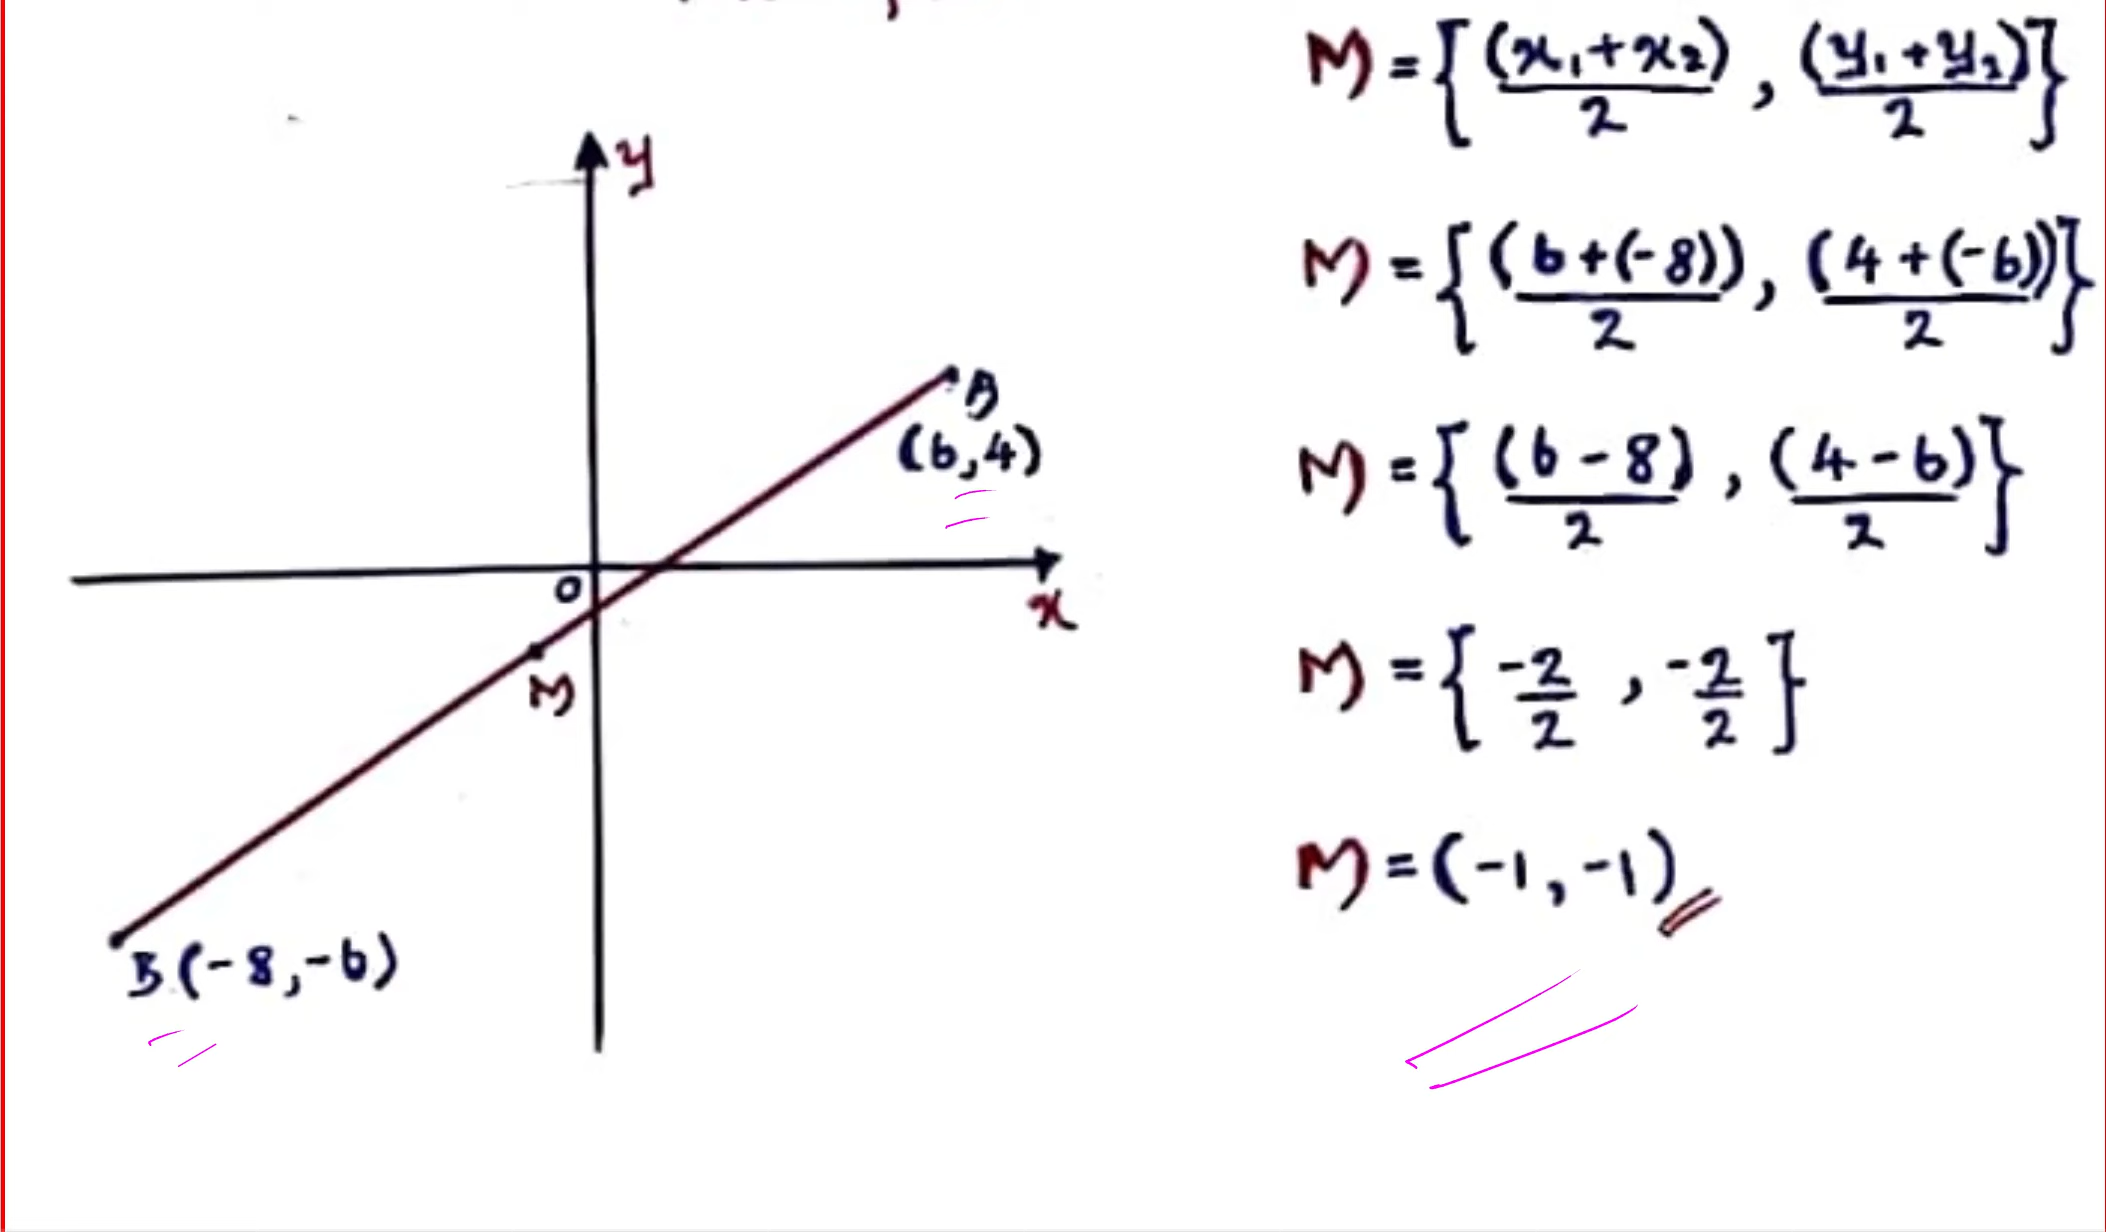 y
A
(6,4)
O
x
M
B(-8,-6)
M = {(x₁+x₂)/2 , (y₁+y₂)/2}
M = {(6+(-8))/2 , (4+(-6))/2}
M = {(6-8)/2 , (4-6)/2}
M = {-2/2 , -2/2}
M = (-1,-1)